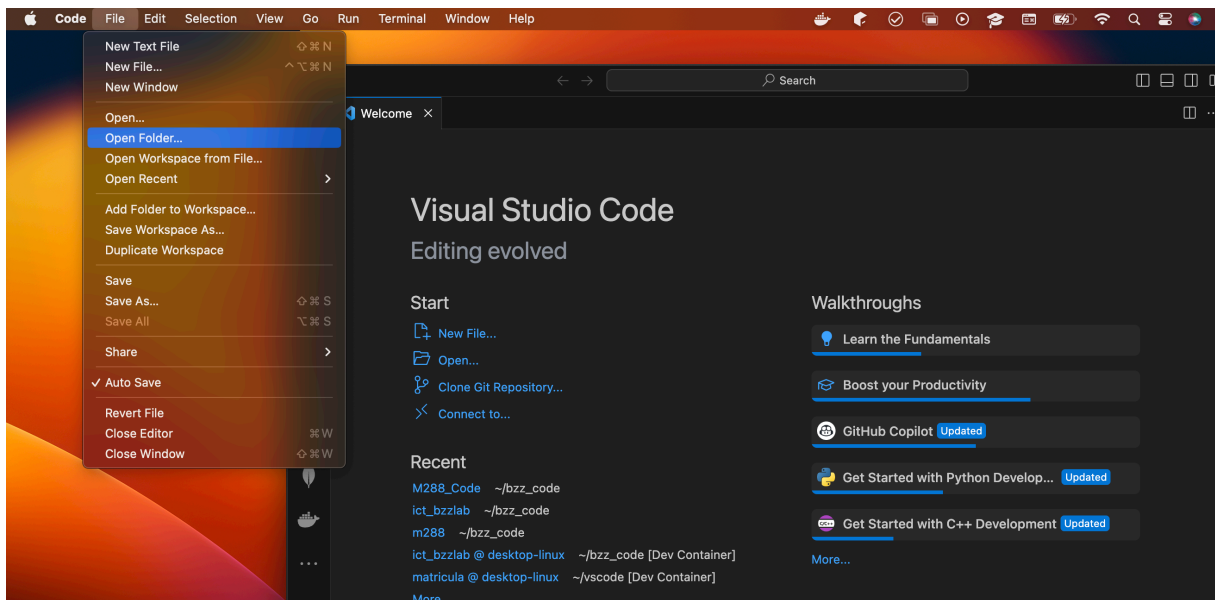 Code File Edit Selection View Go Run Terminal Window Help
New Text File ⇧⌘N
New File... ^⌥⌘N
New Window
Open...
Open Folder...
Open Workspace from File...
Open Recent
Add Folder to Workspace...
Save Workspace As...
Duplicate Workspace
Save
Save As... ⇧⌘S
Save All ⌥⌘S
Share
✓ Auto Save
Revert File
Close Editor ⌘W
Close Window ⇧⌘W
Search
Welcome
Visual Studio Code
Editing evolved
Start
New File...
Open...
Clone Git Repository...
Connect to...
Recent
M288_Code ~/bzz_code
ict_bzzlab ~/bzz_code
m288 ~/bzz_code
ict_bzzlab @ desktop-linux ~/bzz_code [Dev Container]
matricula @ desktop-linux ~/vscode [Dev Container]
More
Walkthroughs
Learn the Fundamentals
Boost your Productivity
GitHub Copilot Updated
Get Started with Python Develop... Updated
Get Started with C++ Development Updated
More...